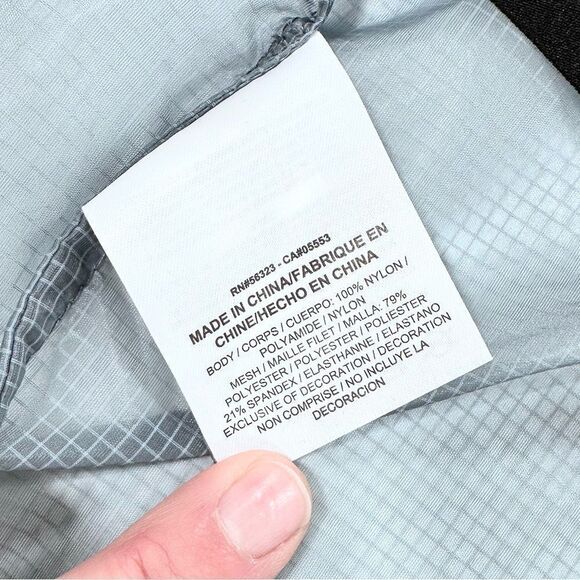 RN#56323 - CA#05553
MADE IN CHINA/FABRIQUE EN
CHINE/HECHO EN CHINA
BODY / CORPS / CUERPO: 100% NYLON /
POLYAMIDE / NYLON
MESH / MAILLE FILET / MALLA: 79%
POLYESTER / POLYESTER / POLIESTER
21% SPANDEX / ELASTHANNE / ELASTANO
EXCLUSIVE OF DECORATION / DECORATION
NON COMPRISE / NO INCLUYE LA
DECORACION